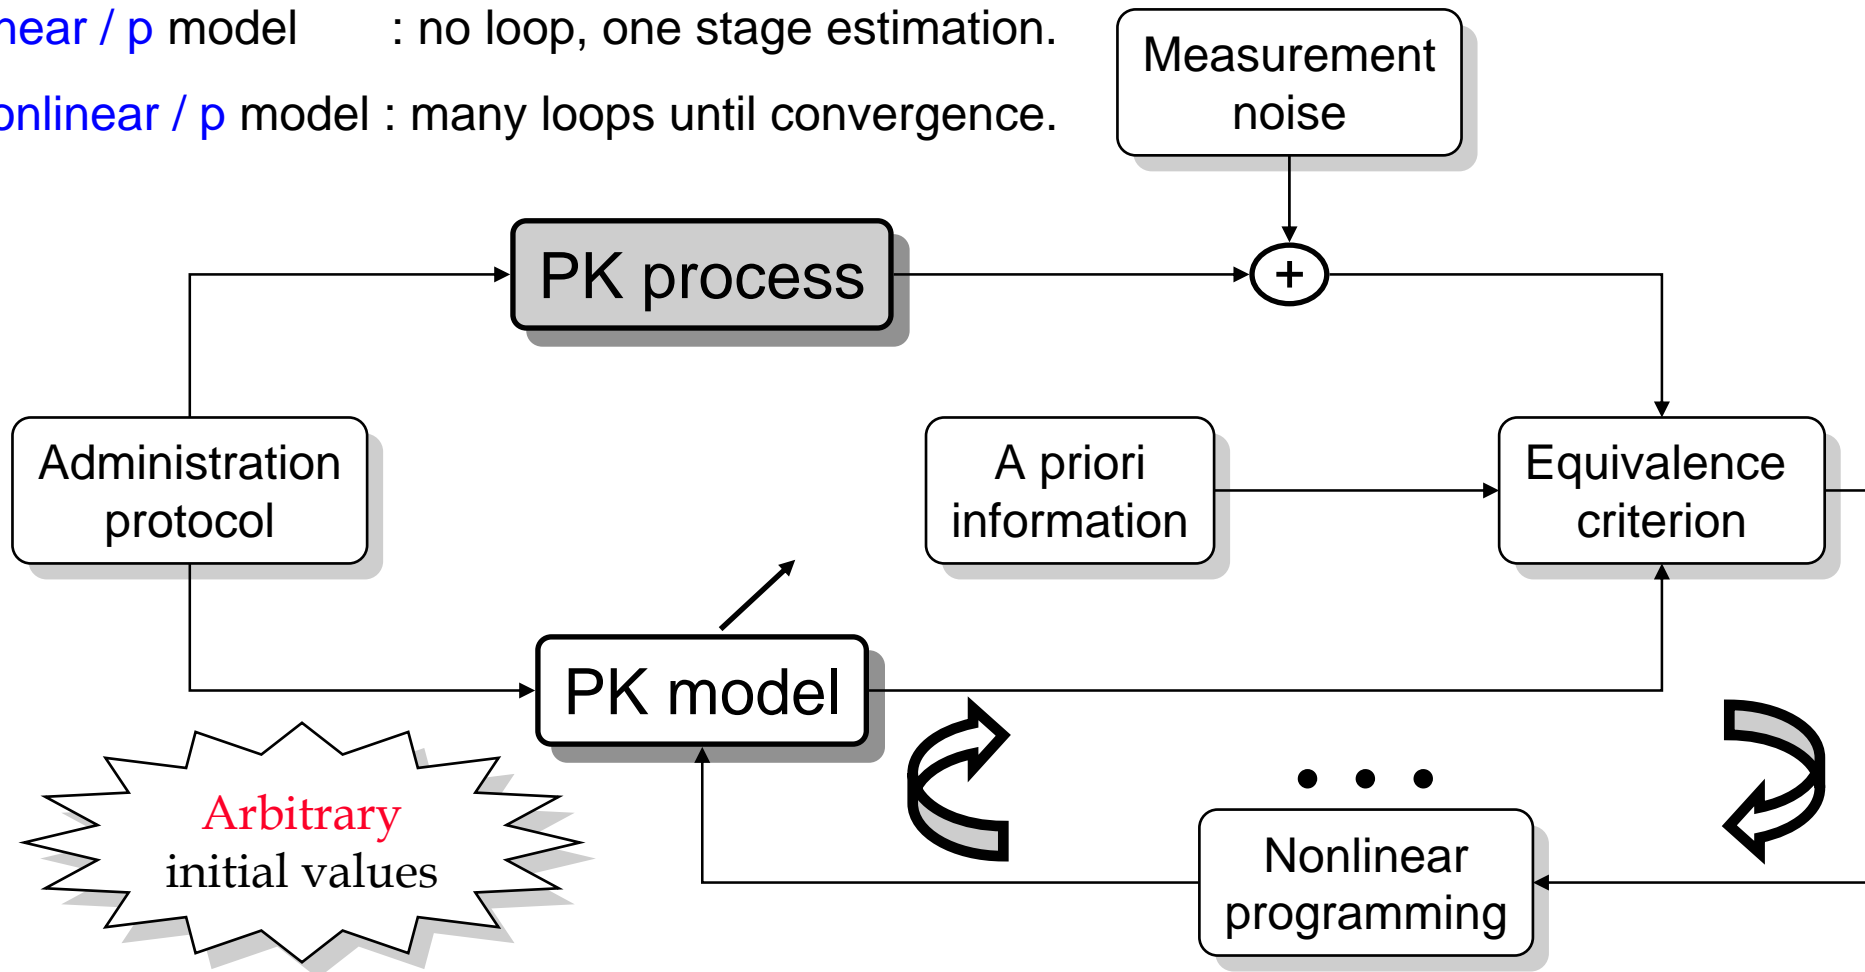 near / p model : no loop, one stage estimation.
onlinear / p model : many loops until convergence.
Measurement
noise
PK process
+
Administration
protocol
A priori
information
Equivalence
criterion
PK model
Arbitrary
initial values
• • •
Nonlinear
programming